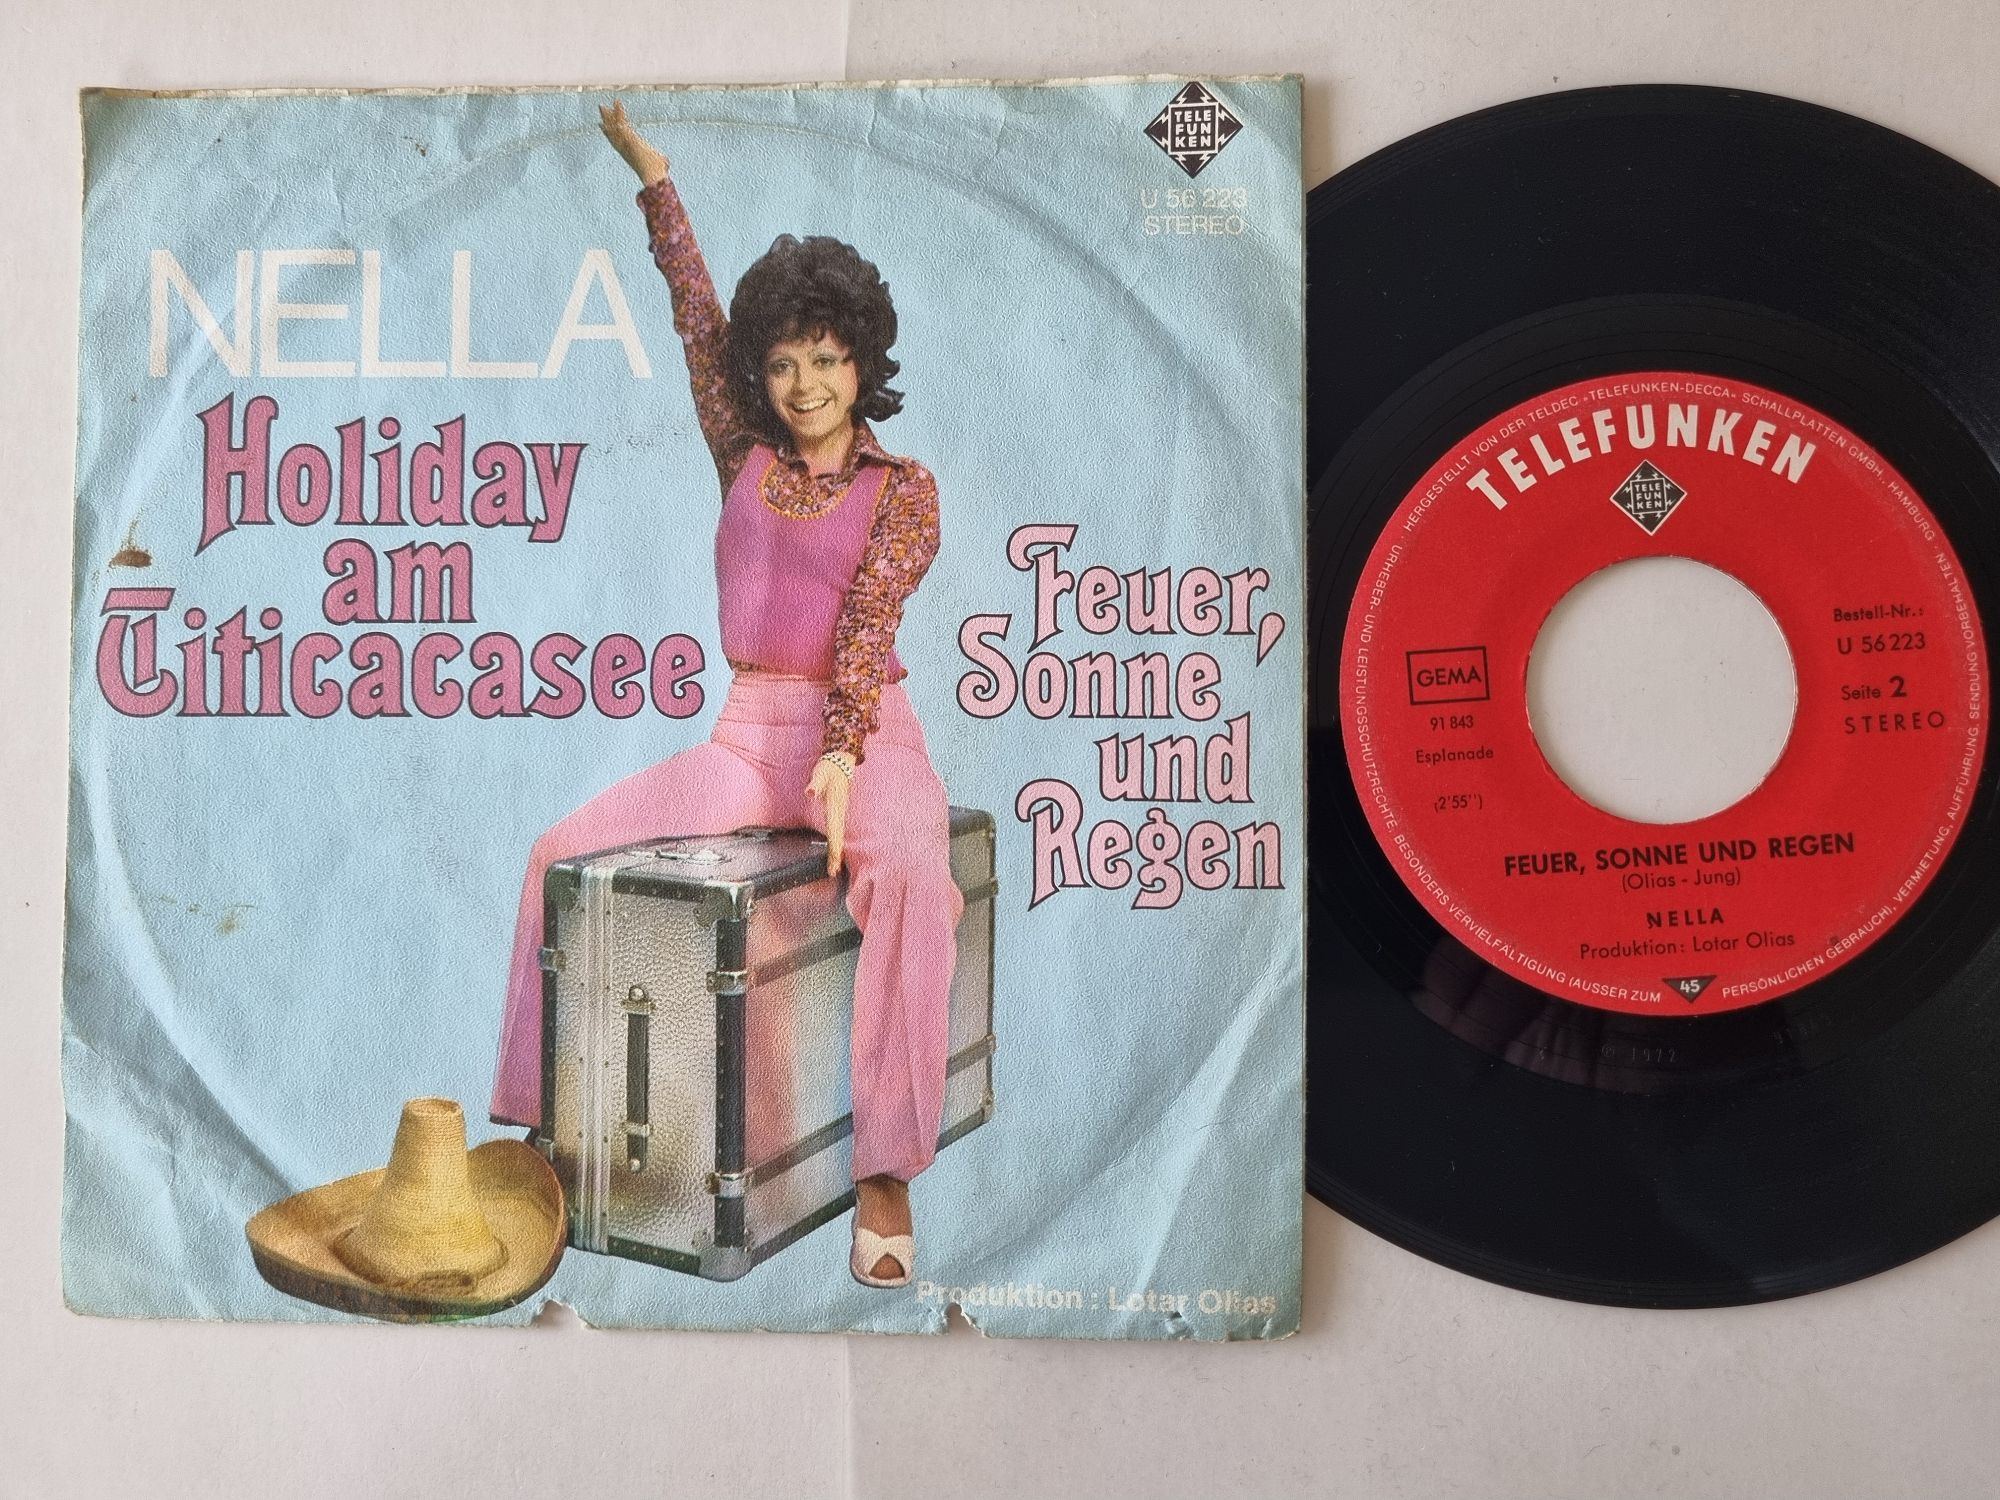 TELE
FUN
KEN
U 56 223
STEREO
NELLA
Holiday
am
Titicacasee
Feuer,
Sonne
und
Regen
Produktion : Lotar Olias
· HERGESTELLT VON DER TELDEC »TELEFUNKEN-DECCA« SCHALLPLATTEN GMBH, HAMBURG ·
URHEBER- UND LEISTUNGSSCHUTZRECHTE, BESONDERS VERVIELFÄLTIGUNG (AUSSER ZUM PERSÖNLICHEN GEBRAUCH), VERMIETUNG, AUFFÜHRUNG, SENDUNG VORBEHALTEN
TELEFUNKEN
TELE
FUN
KEN
Bestell-Nr.:
U 56 223
GEMA
Seite 2
91 843
STEREO
Esplanade
(2'55'')
FEUER, SONNE UND REGEN
(Olias - Jung)
NELLA
Produktion: Lotar Olias
45
℗ 1972